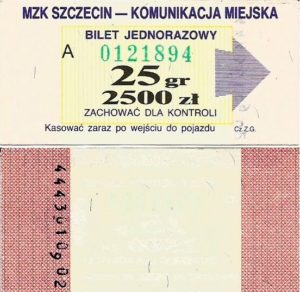 MZK SZCZECIN — KOMUNIKACJA MIEJSKA
BILET JEDNORAZOWY
A 0121894
25 gr
2500 zł
ZACHOWAĆ DLA KONTROLI
Kasować zaraz po wejściu do pojazdu
Cz.Z.G.